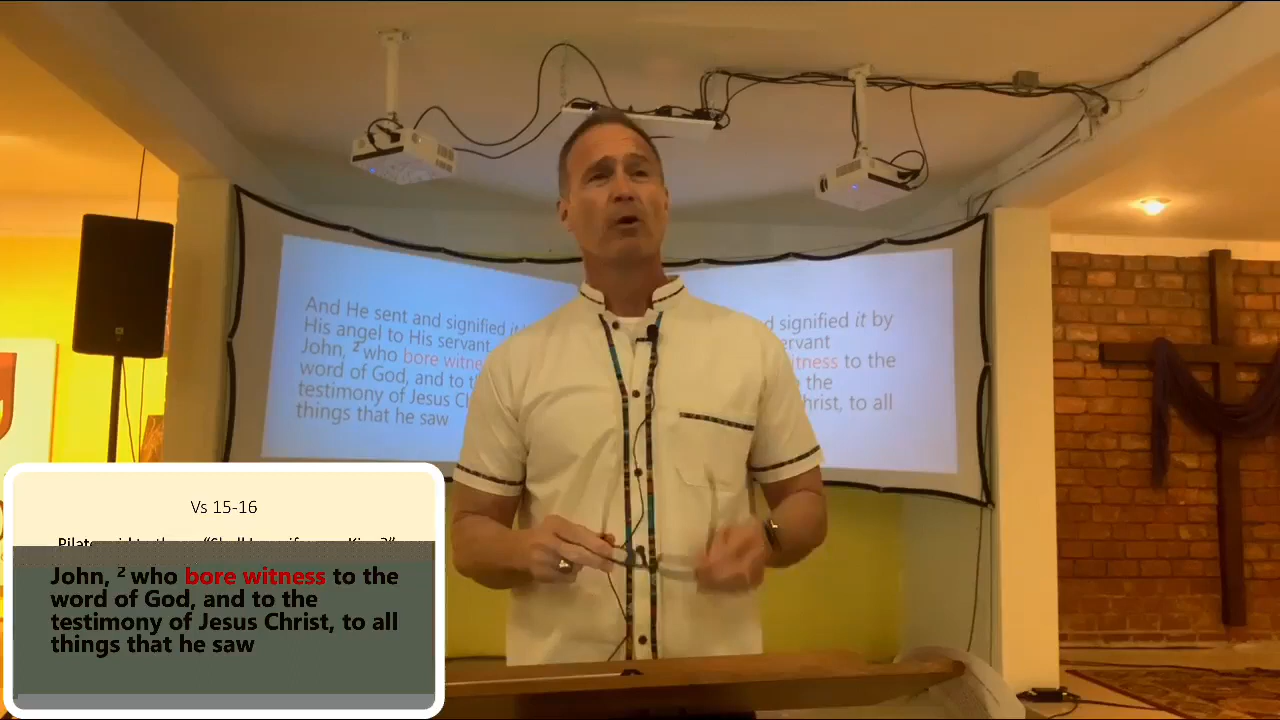 And He sent and signified it
His angel to His servant
John, 2 who bore witne
word of God, and to t
testimony of Jesus C
things that he saw
d signified it by
ervant
itness to the
the
hrist, to all
Vs 15-16
John, 2 who bore witness to the
word of God, and to the
testimony of Jesus Christ, to all
things that he saw